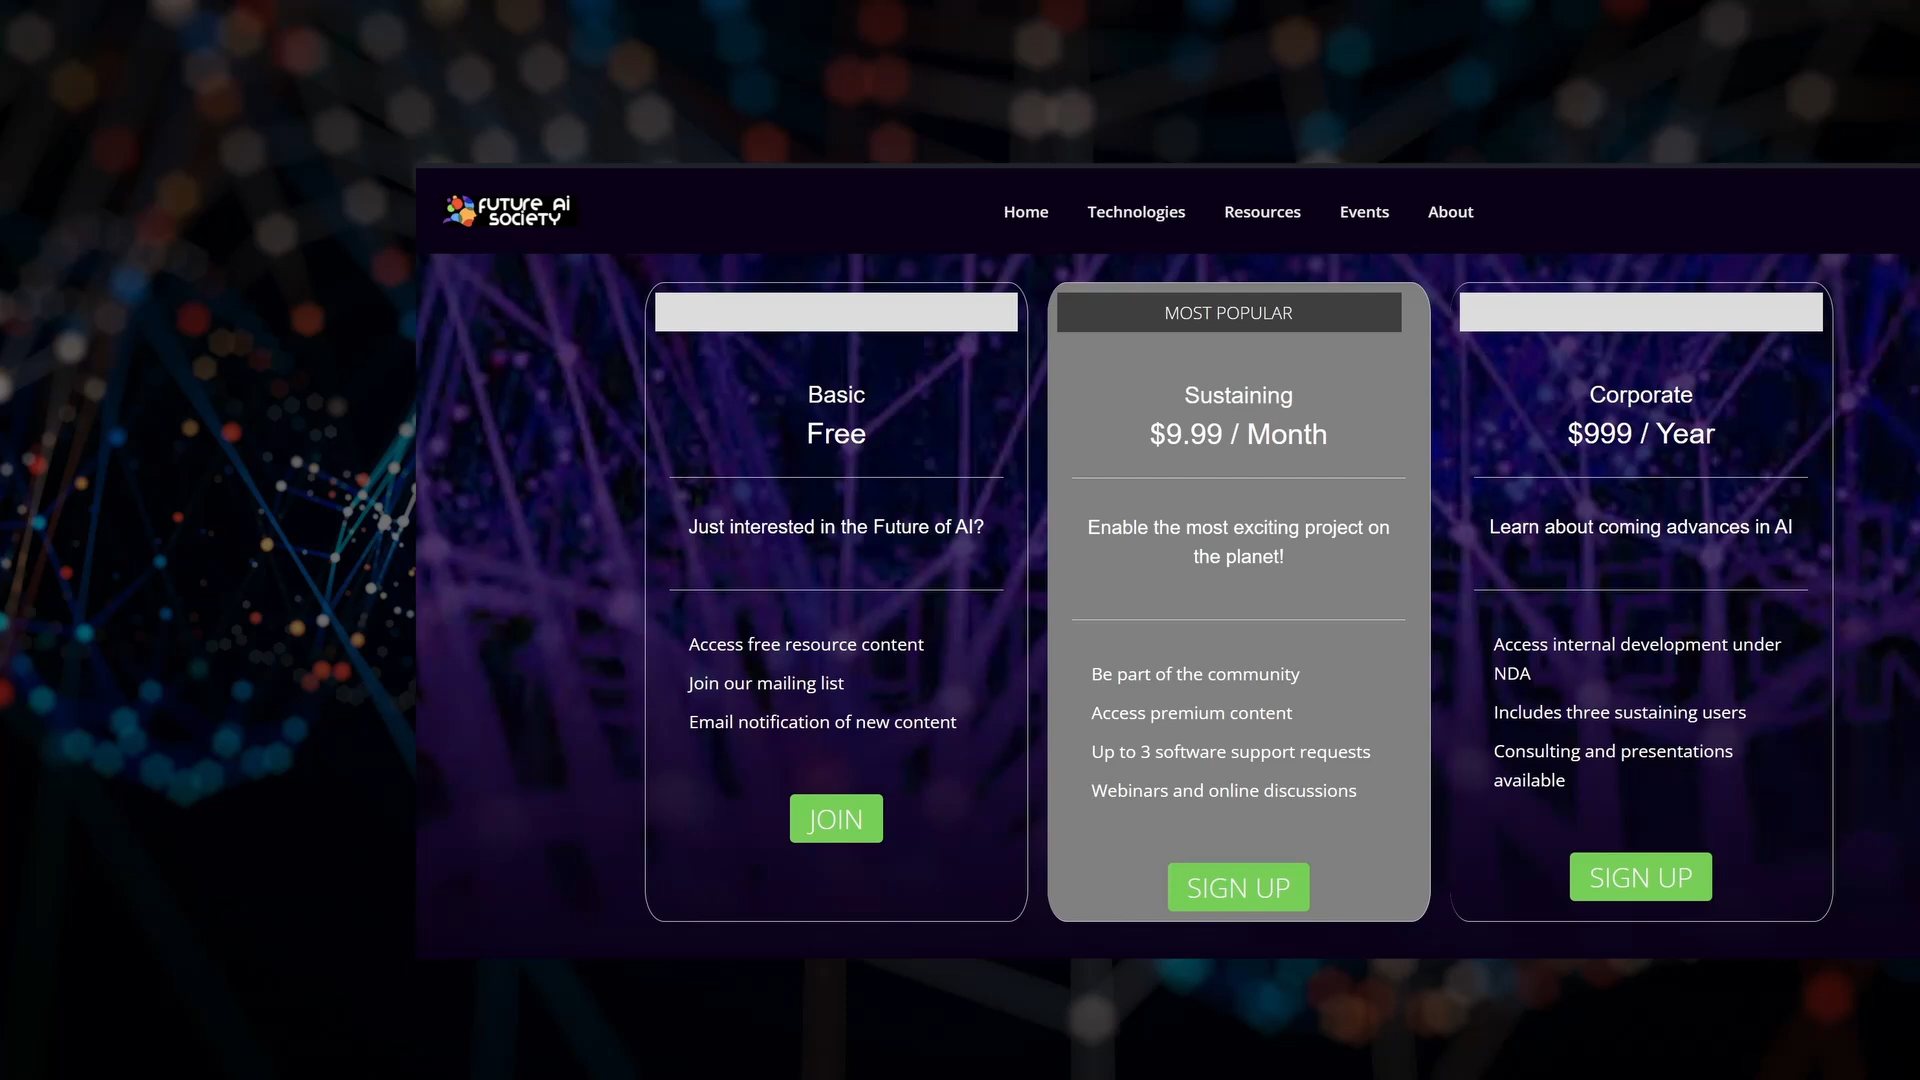 FUTURE Ai
SOCiETY
Home
Technologies
Resources
Events
About
Basic
Free
Just interested in the Future of AI?
Access free resource content
Join our mailing list
Email notification of new content
JOIN
MOST POPULAR
Sustaining
$9.99 / Month
Enable the most exciting project on
the planet!
Be part of the community
Access premium content
Up to 3 software support requests
Webinars and online discussions
SIGN UP
Corporate
$999 / Year
Learn about coming advances in AI
Access internal development under
NDA
Includes three sustaining users
Consulting and presentations
available
SIGN UP